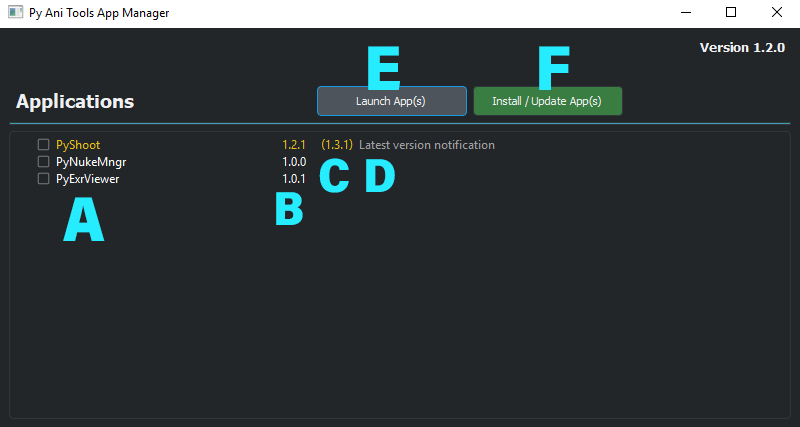 Py Ani Tools App Manager
Version 1.2.0
E F
Applications Launch App(s) Install / Update App(s)
PyShoot 1.2.1 (1.3.1) Latest version notification
PyNukeMngr 1.0.0
PyExrViewer 1.0.1
C D
A B